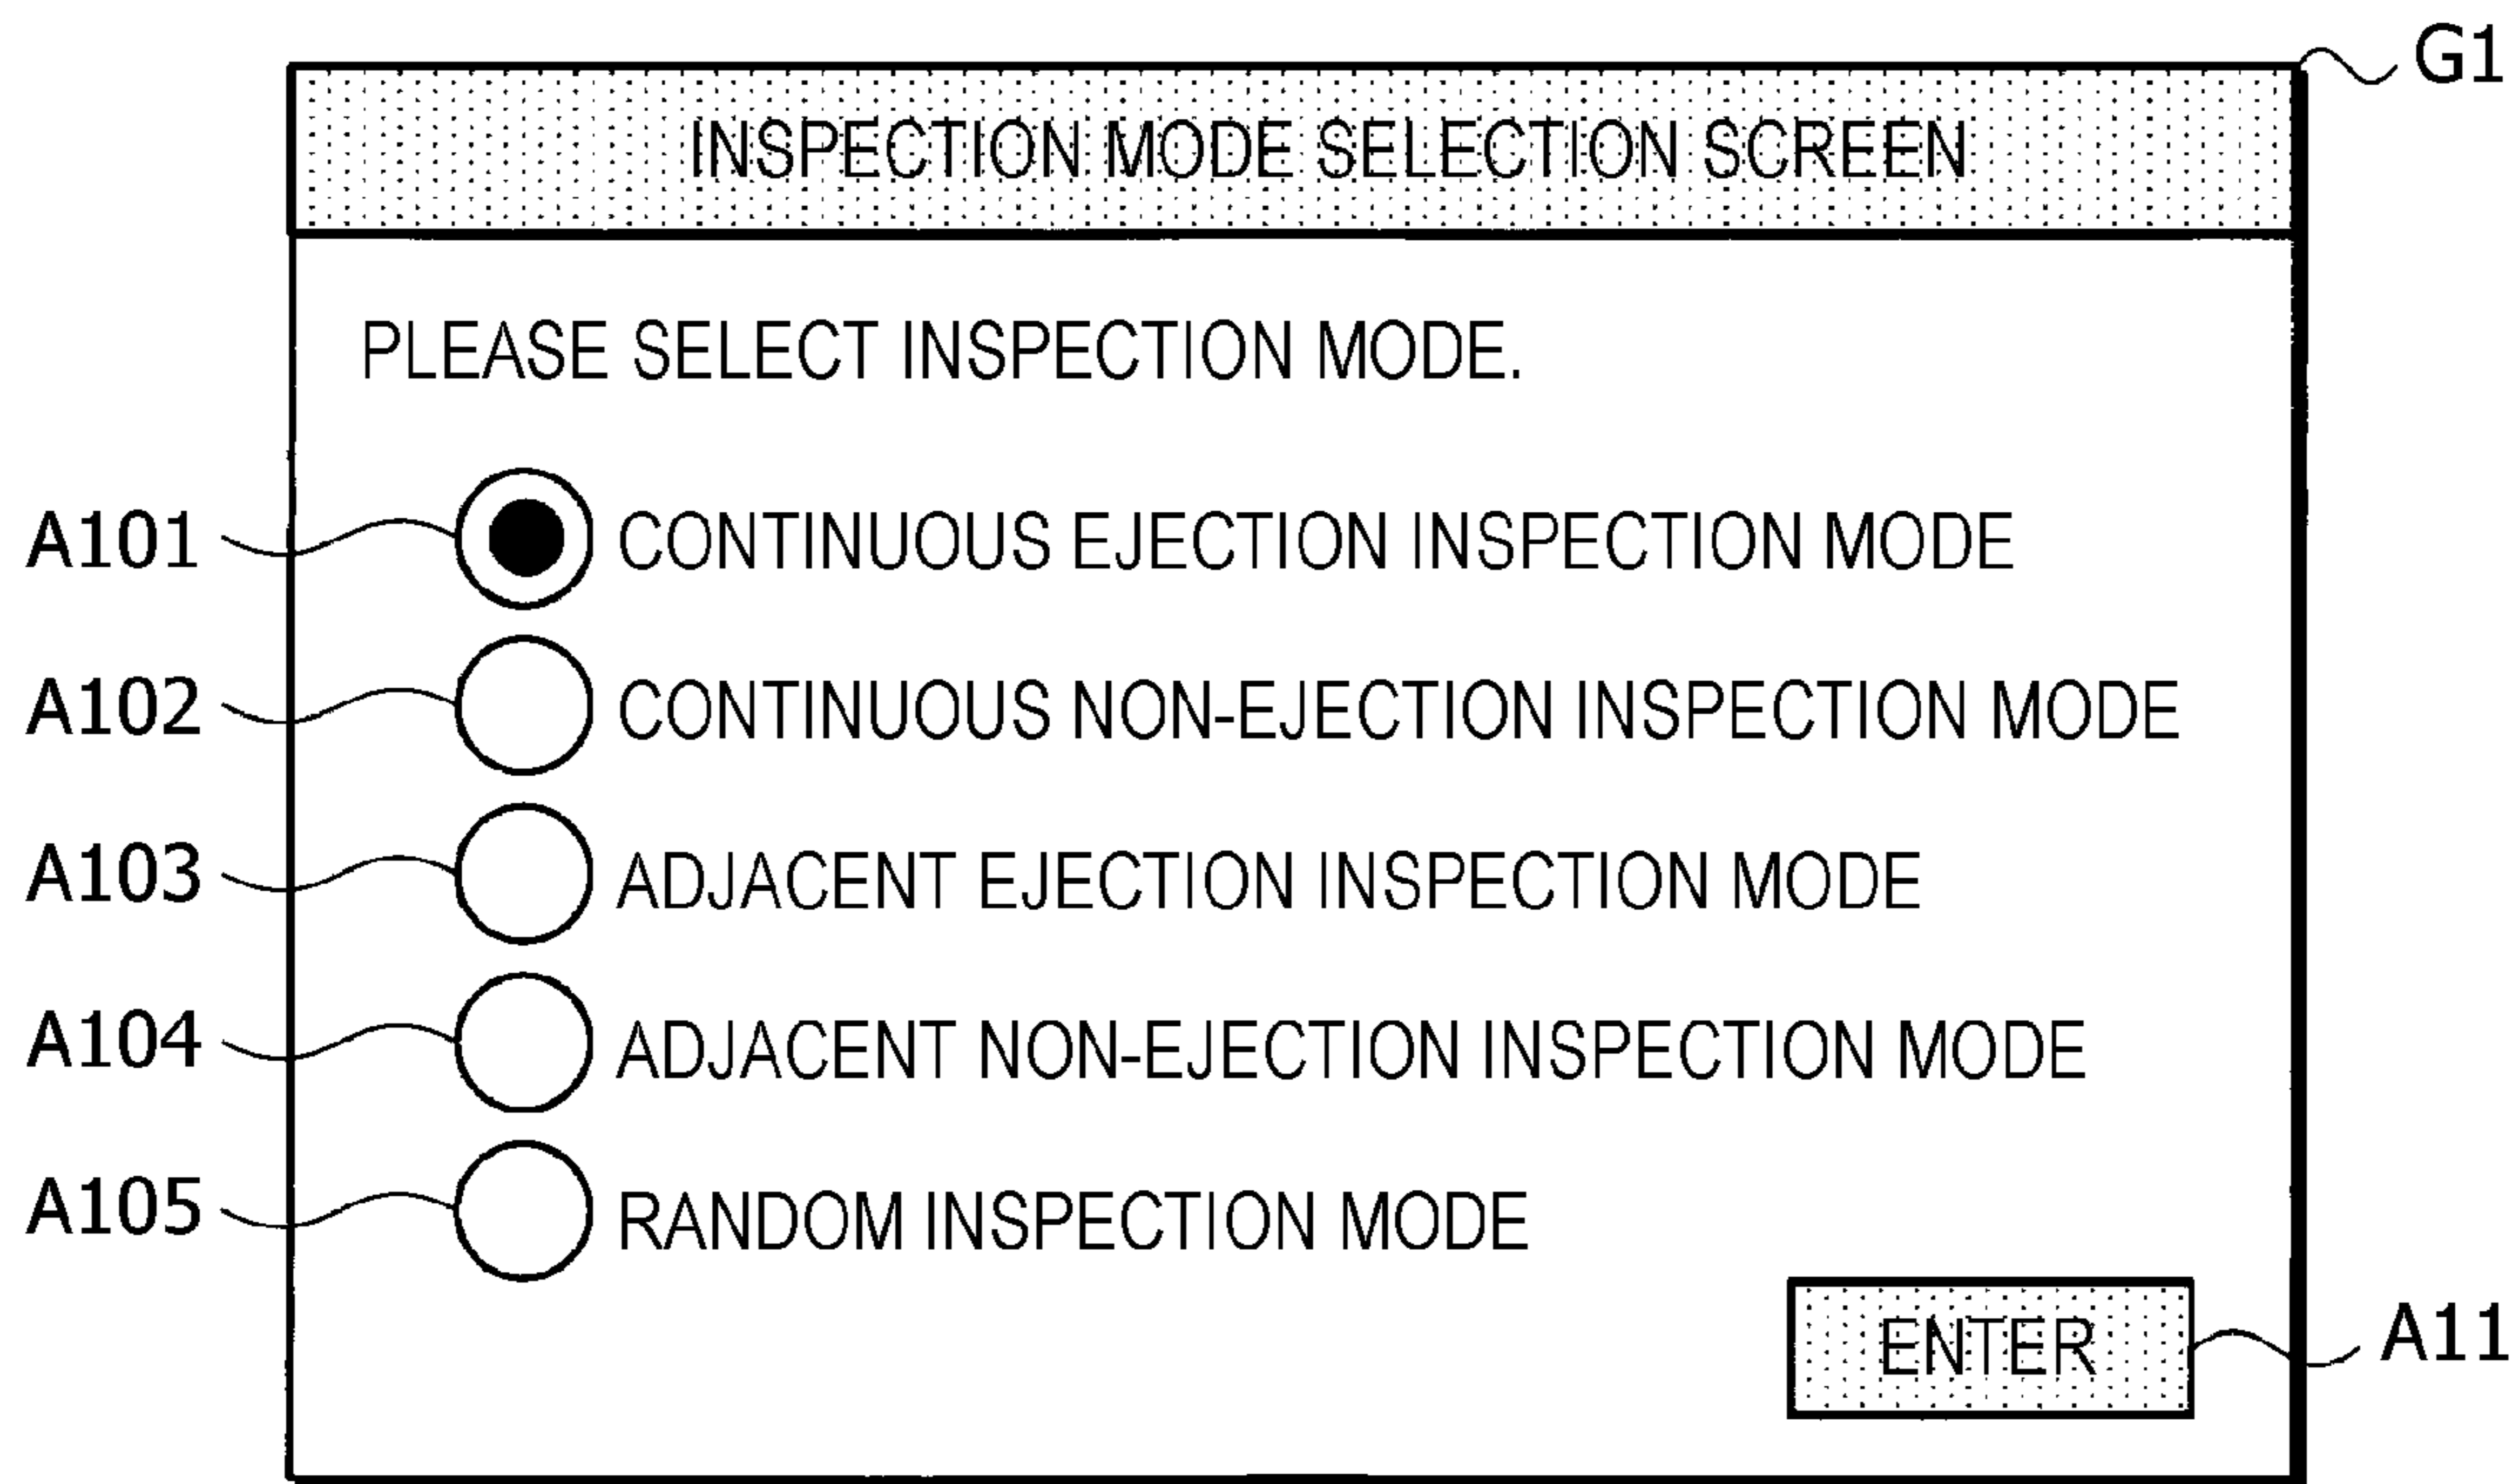 G1
INSPECTION MODE SELECTION SCREEN
PLEASE SELECT INSPECTION MODE.
A101 CONTINUOUS EJECTION INSPECTION MODE
A102 CONTINUOUS NON-EJECTION INSPECTION MODE
A103 ADJACENT EJECTION INSPECTION MODE
A104 ADJACENT NON-EJECTION INSPECTION MODE
A105 RANDOM INSPECTION MODE
ENTER A11